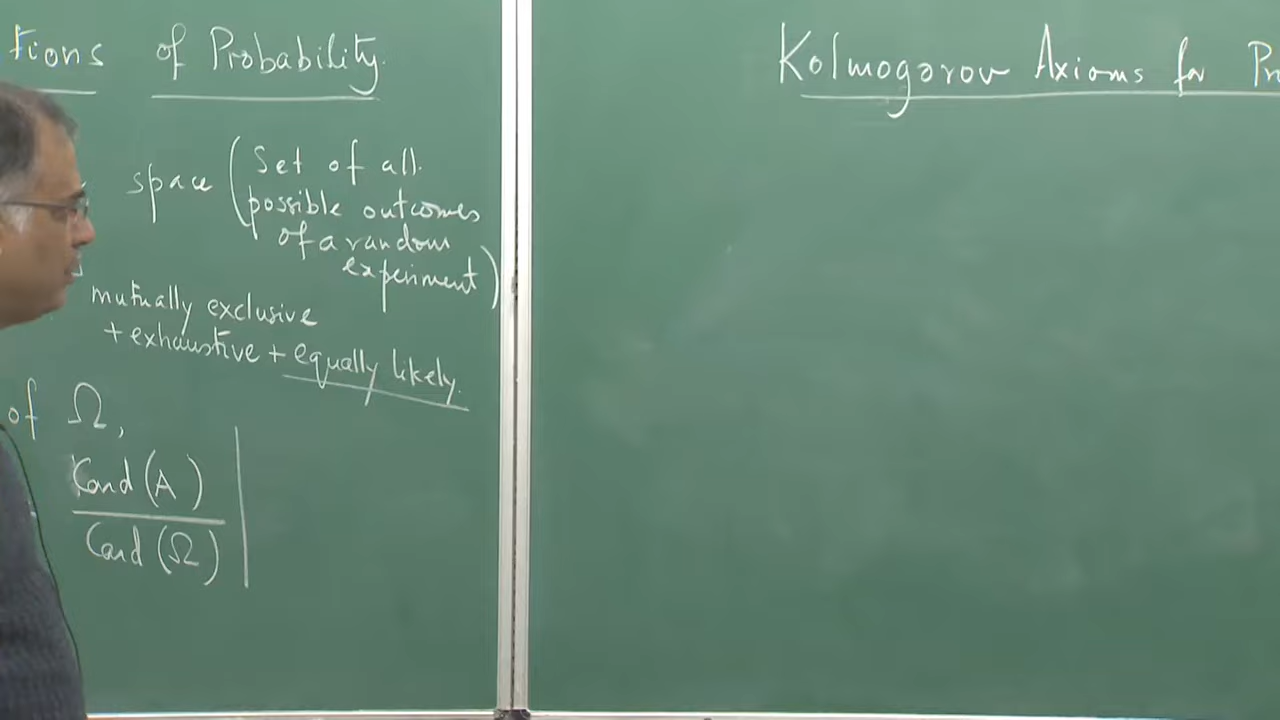 tions of Probability.
space (Set of all
possible outcomes
of a random
experiment)
mutually exclusive
+ exhaustive + equally likely.
of Ω,
Card (A)
Card (Ω)
Kolmogorov Axioms for Pr